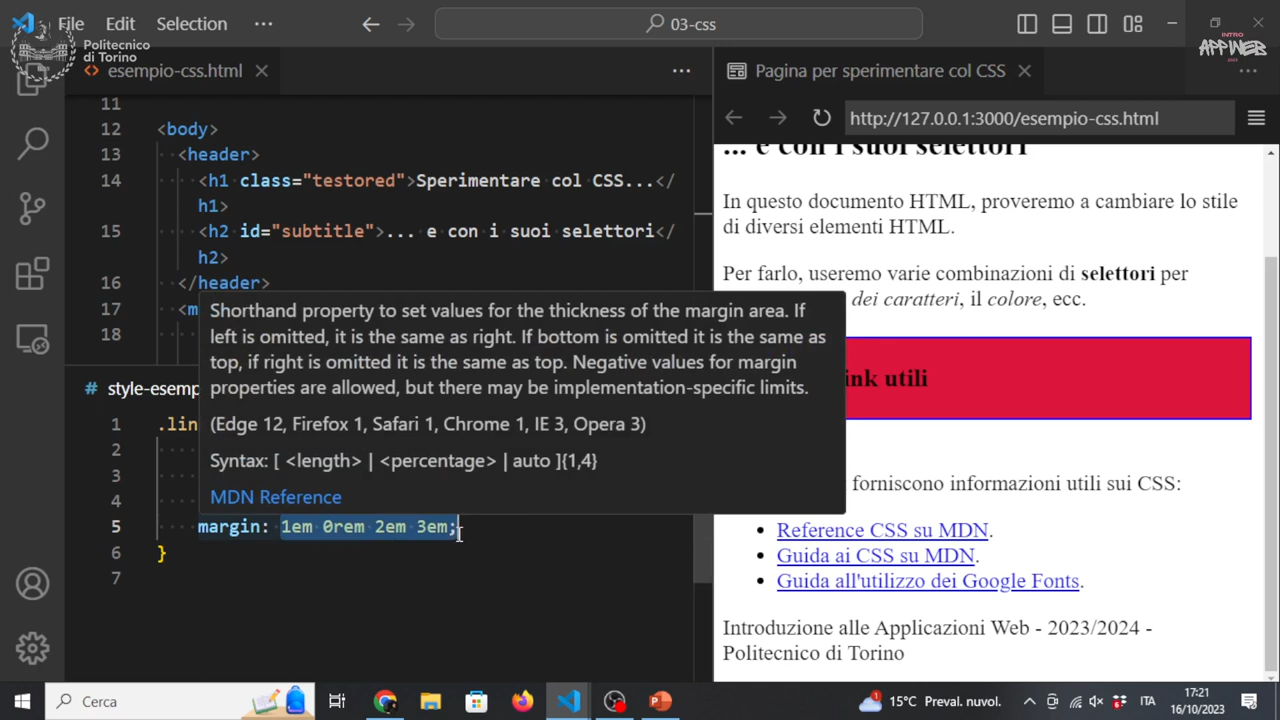 File Edit Selection ··· 03-css
Politecnico
di Torino
INTRO
APPIWEB
2023
esempio-css.html
Pagina per sperimentare col CSS
http://127.0.0.1:3000/esempio-css.html
11
12 <body>
13 <header>
14 <h1 class="testored">Sperimentare col CSS...</
h1>
15 <h2 id="subtitle">... e con i suoi selettori</
h2>
16 </header>
17 <m
18
Shorthand property to set values for the thickness of the margin area. If
left is omitted, it is the same as right. If bottom is omitted it is the same as
top, if right is omitted it is the same as top. Negative values for margin
properties are allowed, but there may be implementation-specific limits.
(Edge 12, Firefox 1, Safari 1, Chrome 1, IE 3, Opera 3)
Syntax: [ <length> | <percentage> | auto ]{1,4}
MDN Reference
# style-esemp
1 .lin
2
3
4
5 margin: 1em 0rem 2em 3em;
6 }
7
... e con i suoi selettori
In questo documento HTML, proveremo a cambiare lo stile
di diversi elementi HTML.
Per farlo, useremo varie combinazioni di selettori per
dei caratteri, il colore, ecc.
ink utili
forniscono informazioni utili sui CSS:
• Reference CSS su MDN.
• Guida ai CSS su MDN.
• Guida all'utilizzo dei Google Fonts.
Introduzione alle Applicazioni Web - 2023/2024 -
Politecnico di Torino
Cerca
15°C Preval. nuvol.
ITA
17:21
16/10/2023